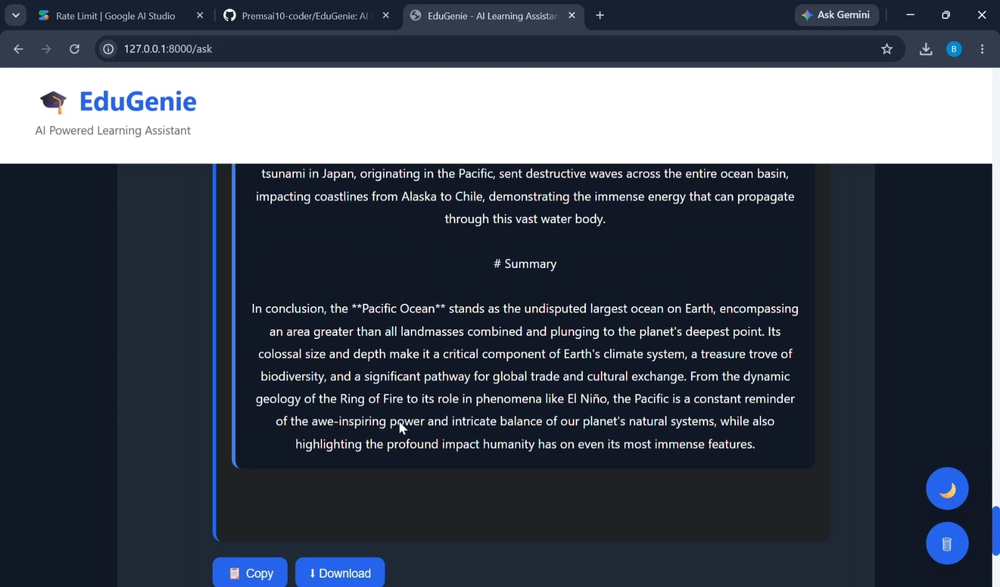 Rate Limit | Google AI Studio
Premsai10-coder/EduGenie: AI
EduGenie - AI Learning Assistan
Ask Gemini
127.0.0.1:8000/ask
B
EduGenie
AI Powered Learning Assistant
tsunami in Japan, originating in the Pacific, sent destructive waves across the entire ocean basin,
impacting coastlines from Alaska to Chile, demonstrating the immense energy that can propagate
through this vast water body.
# Summary
In conclusion, the **Pacific Ocean** stands as the undisputed largest ocean on Earth, encompassing
an area greater than all landmasses combined and plunging to the planet's deepest point. Its
colossal size and depth make it a critical component of Earth's climate system, a treasure trove of
biodiversity, and a significant pathway for global trade and cultural exchange. From the dynamic
geology of the Ring of Fire to its role in phenomena like El Niño, the Pacific is a constant reminder
of the awe-inspiring power and intricate balance of our planet's natural systems, while also
highlighting the profound impact humanity has on even its most immense features.
Copy
Download